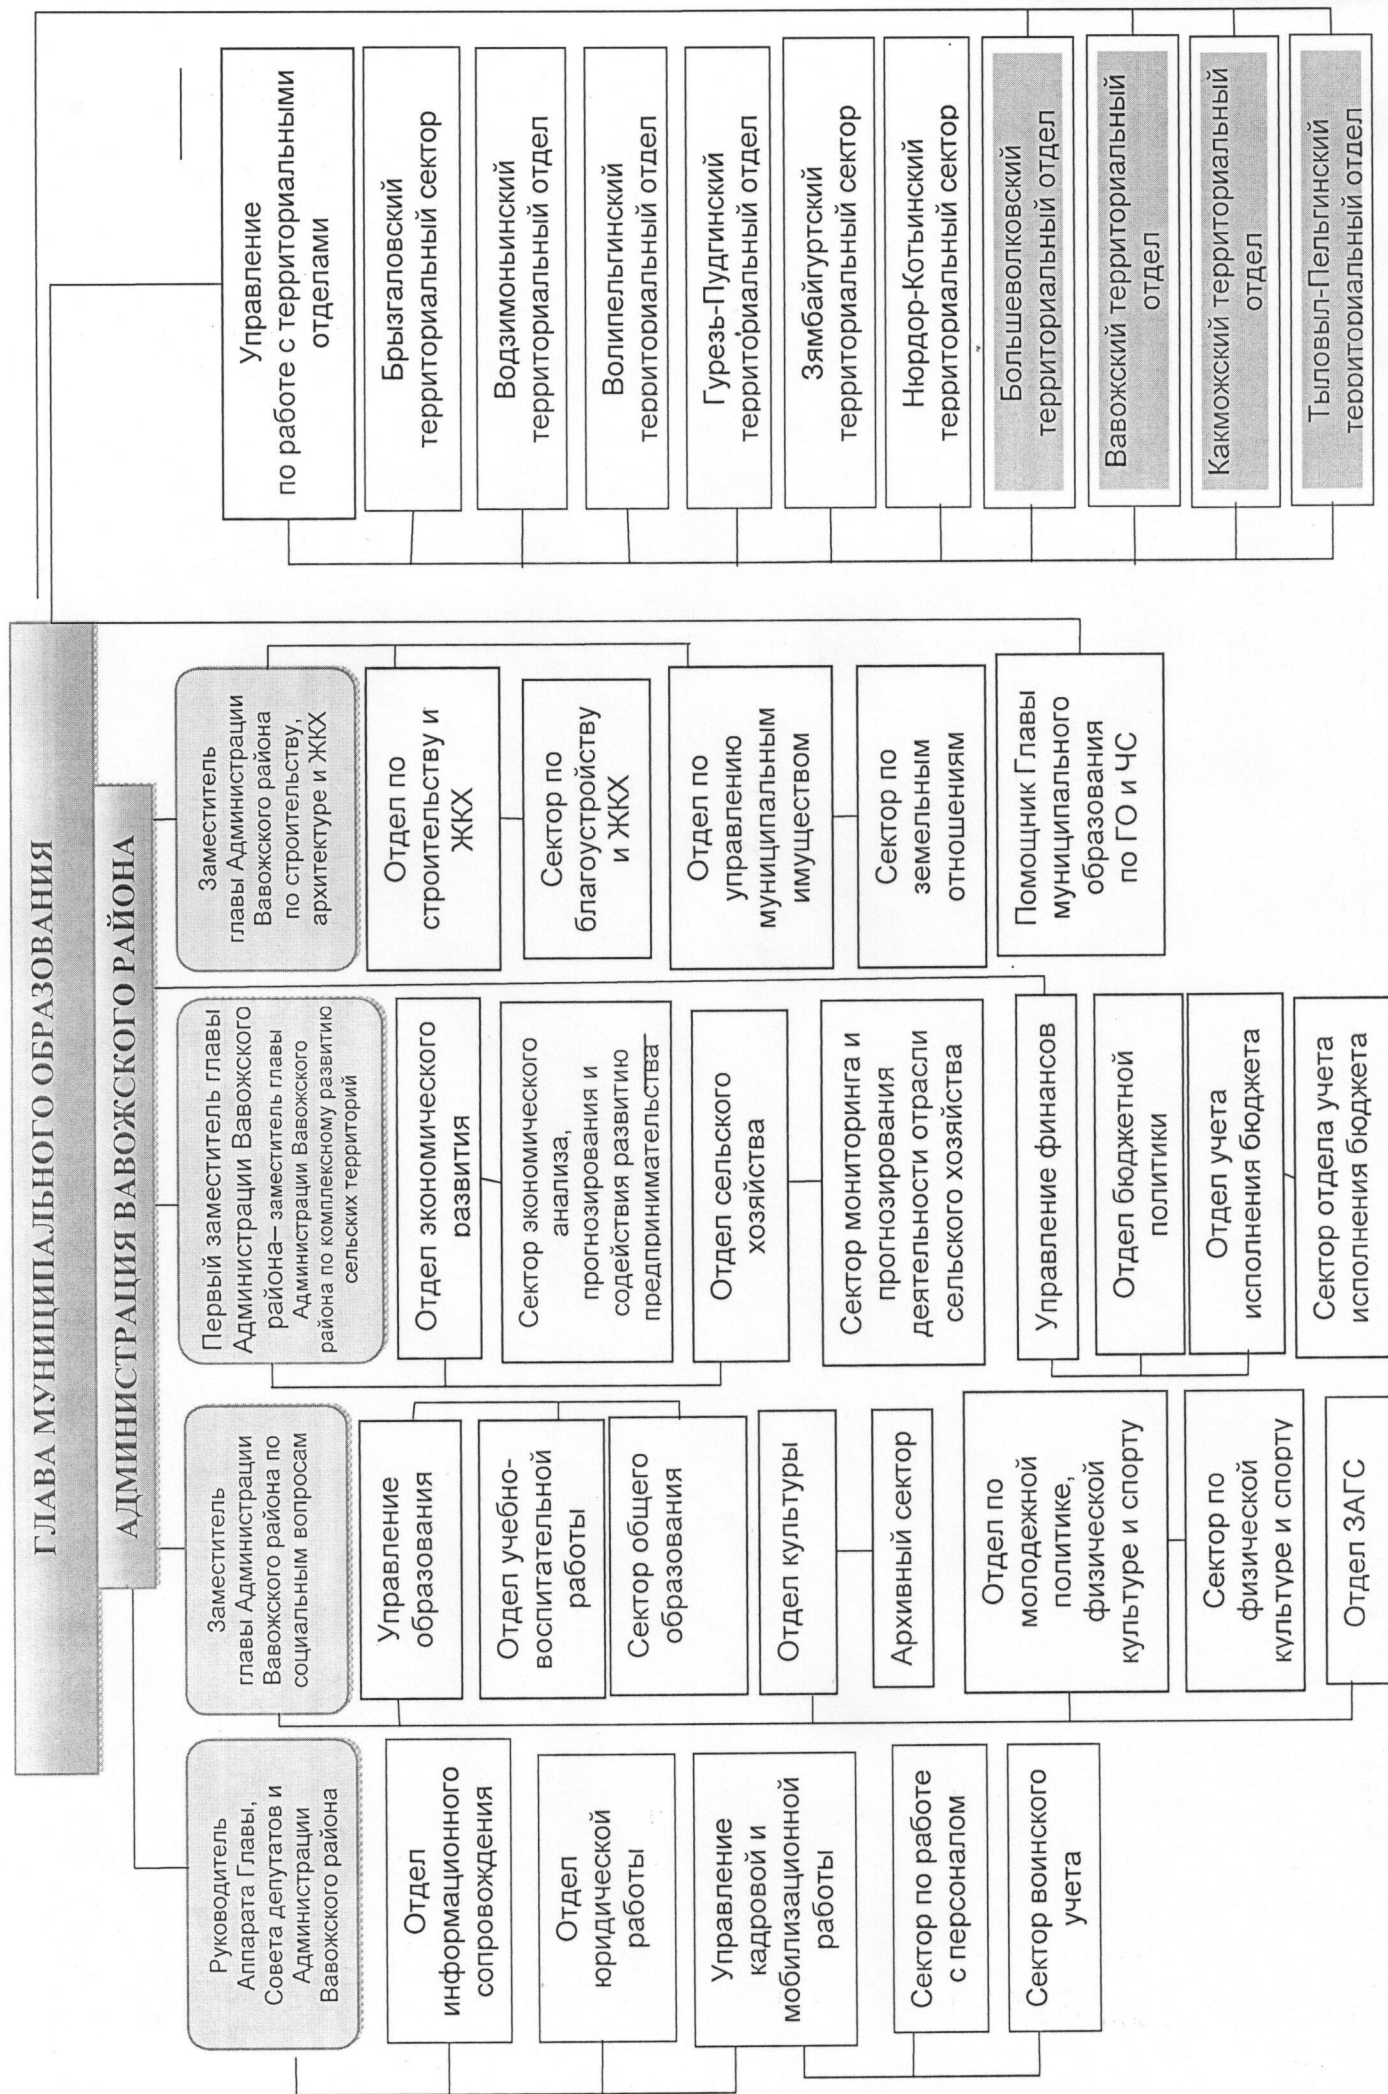 ГЛАВА МУНИЦИПАЛЬНОГО ОБРАЗОВАНИЯ
АДМИНИСТРАЦИЯ ВАВОЖСКОГО РАЙОНА
Руководитель
Аппарата Главы,
Совета депутатов и
Администрации
Вавожского района
Отдел
информационного
сопровождения
Отдел
юридической
работы
Управление
кадровой и
мобилизационной
работы
Сектор по работе
с персоналом
Сектор воинского
учета
Заместитель
главы Администрации
Вавожского района по
социальным вопросам
Управление
образования
Отдел учебно-
воспитательной
работы
Сектор общего
образования
Отдел культуры
Архивный сектор
Отдел по
молодежной
политике,
физической
культуре и спорту
Сектор по
физической
культуре и спорту
Отдел ЗАГС
Первый заместитель главы
Администрации Вавожского
района– заместитель главы
Администрации Вавожского
района по комплексному развитию
сельских территорий
Отдел экономического
развития
Сектор экономического
анализа,
прогнозирования и
содействия развитию
предпринимательства
Отдел сельского
хозяйства
Сектор мониторинга и
прогнозирования
деятельности отрасли
сельского хозяйства
Управление финансов
Отдел бюджетной
политики
Отдел учета
исполнения бюджета
Сектор отдела учета
исполнения бюджета
Заместитель
главы Администрации
Вавожского района
по строительству,
архитектуре и ЖКХ
Отдел по
строительству и
ЖКХ
Сектор по
благоустройству
и ЖКХ
Отдел по
управлению
муниципальным
имуществом
Сектор по
земельным
отношениям
Помощник Главы
муниципального
образования
по ГО и ЧС
Управление
по работе с территориальными
отделами
Брызгаловский
территориальный сектор
Водзимоньинский
территориальный отдел
Волипельгинский
территориальный отдел
Гурезь-Пудгинский
территориальный отдел
Зямбайгуртский
территориальный сектор
Нюрдор-Котьинский
территориальный сектор
Большеволковский
территориальный отдел
Вавожский территориальный
отдел
Какможский территориальный
отдел
Тыловыл-Пельгинский
территориальный отдел